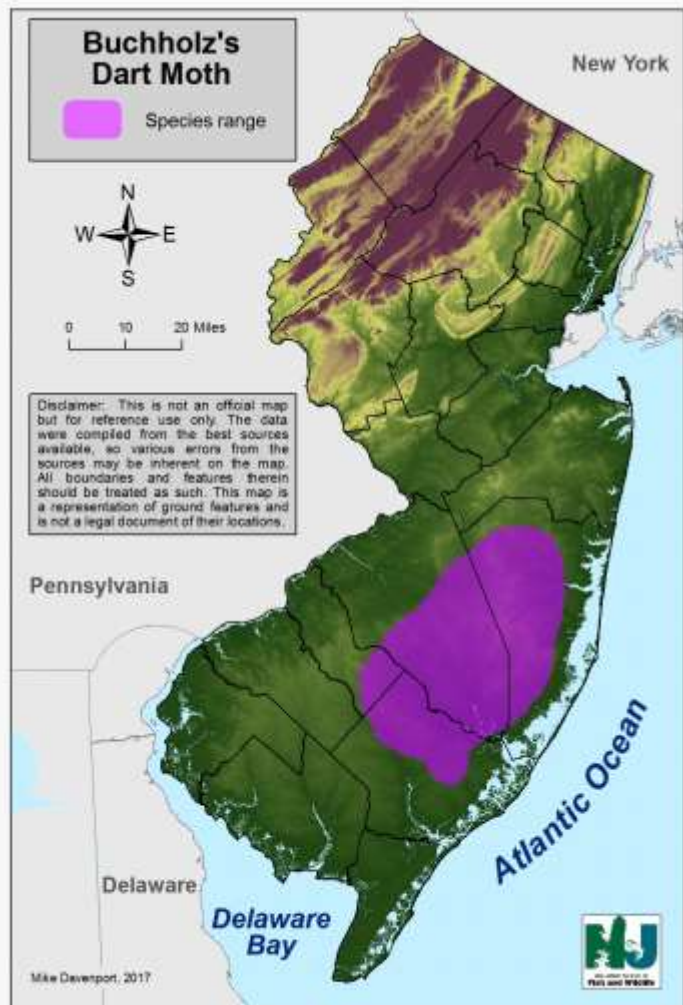 Buchholz's
Dart Moth
Species range
New York
N
W E
S
0 10 20 Miles
Disclaimer: This is not an official map
but for reference use only. The data
were compiled from the best sources
available, so various errors from the
sources may be inherent on the map.
All boundaries and features therein
should be treated as such. This map is
a representation of ground features and
is not a legal document of their locations.
Pennsylvania
Atlantic Ocean
Delaware
Delaware
Bay
NJ
Fish and Wildlife
Mike Davenport, 2017